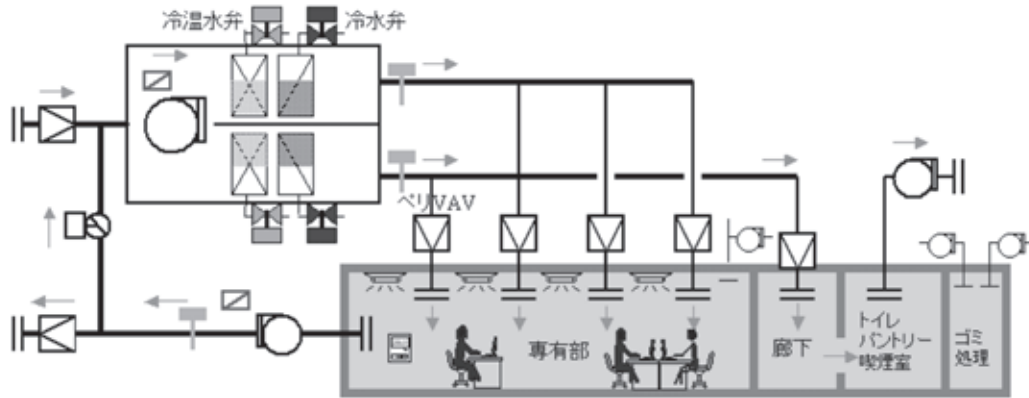 冷温水弁
冷水弁
ペリVAV
専有部
廊下
トイレ
パントリー
喫煙室
ゴミ
処理